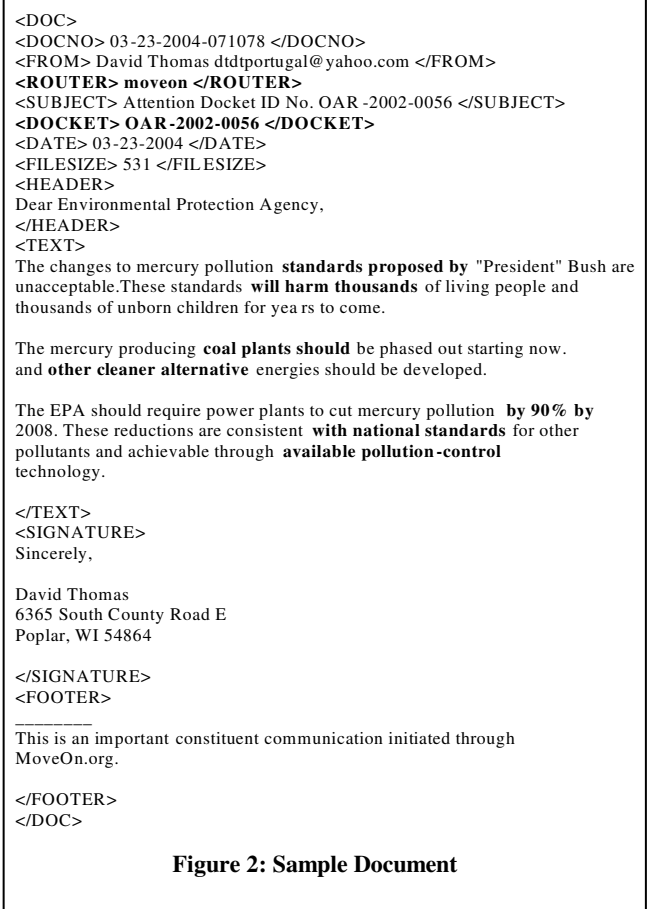 <DOC>
<DOCNO> 03-23-2004-071078 </DOCNO>
<FROM> David Thomas dtdtportugal@yahoo.com </FROM>
<ROUTER> moveon </ROUTER>
<SUBJECT> Attention Docket ID No. OAR -2002-0056 </SUBJECT>
<DOCKET> OAR-2002-0056 </DOCKET>
<DATE> 03-23-2004 </DATE>
<FILESIZE> 531 </FILESIZE>
<HEADER>
Dear Environmental Protection Agency,
</HEADER>
<TEXT>
The changes to mercury pollution standards proposed by "President" Bush are
unacceptable.These standards will harm thousands of living people and
thousands of unborn children for yea rs to come.
The mercury producing coal plants should be phased out starting now.
and other cleaner alternative energies should be developed.
The EPA should require power plants to cut mercury pollution by 90% by
2008. These reductions are consistent with national standards for other
pollutants and achievable through available pollution-control
technology.
</TEXT>
<SIGNATURE>
Sincerely,
David Thomas
6365 South County Road E
Poplar, WI 54864
</SIGNATURE>
<FOOTER>
________
This is an important constituent communication initiated through
MoveOn.org.
</FOOTER>
</DOC>
Figure 2: Sample Document